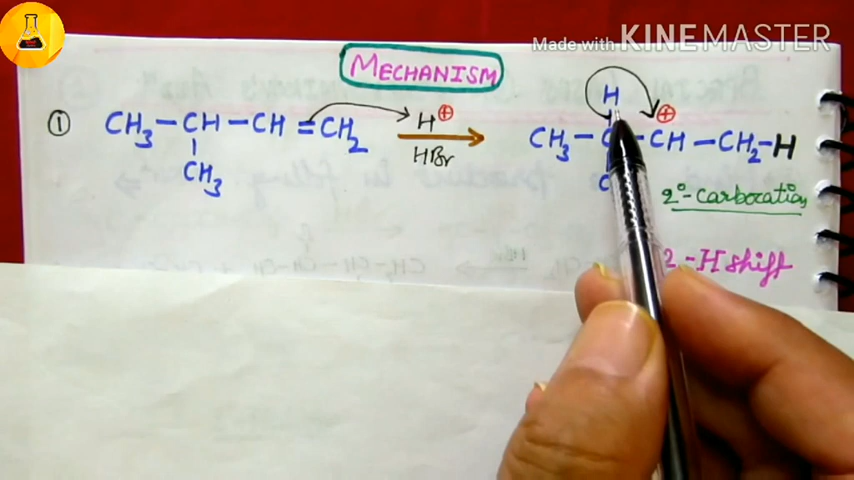 Made with KINEMASTER
MECHANISM
① CH3 – CH – CH = CH2
CH3
H⊕
HBr
H
⊕
CH3 – C – CH – CH2 – H
C
2°-carbocation
2-H shift